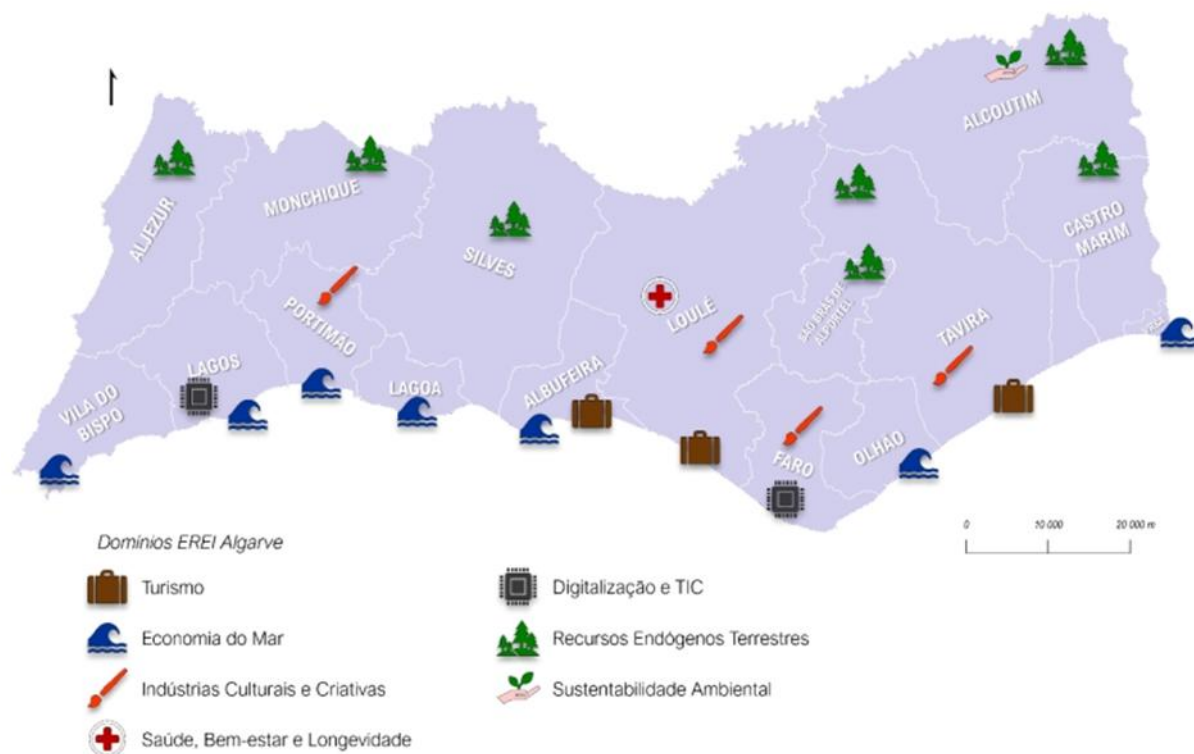 ALCOUTIM
MONCHIQUE
ALJEZUR
SILVES
CASTRO
MARIM
LOULÉ
SÃO BRÁS DE
ALPORTEL
PORTIMÃO
TAVIRA
LAGOS
LAGOA
ALBUFEIRA
VILA DO
BISPO
FARO
OLHÃO
0 10 000 20 000 m
Domínios EREI Algarve
Turismo
Economia do Mar
Indústrias Culturais e Criativas
Saúde, Bem-estar e Longevidade
Digitalização e TIC
Recursos Endógenos Terrestres
Sustentabilidade Ambiental